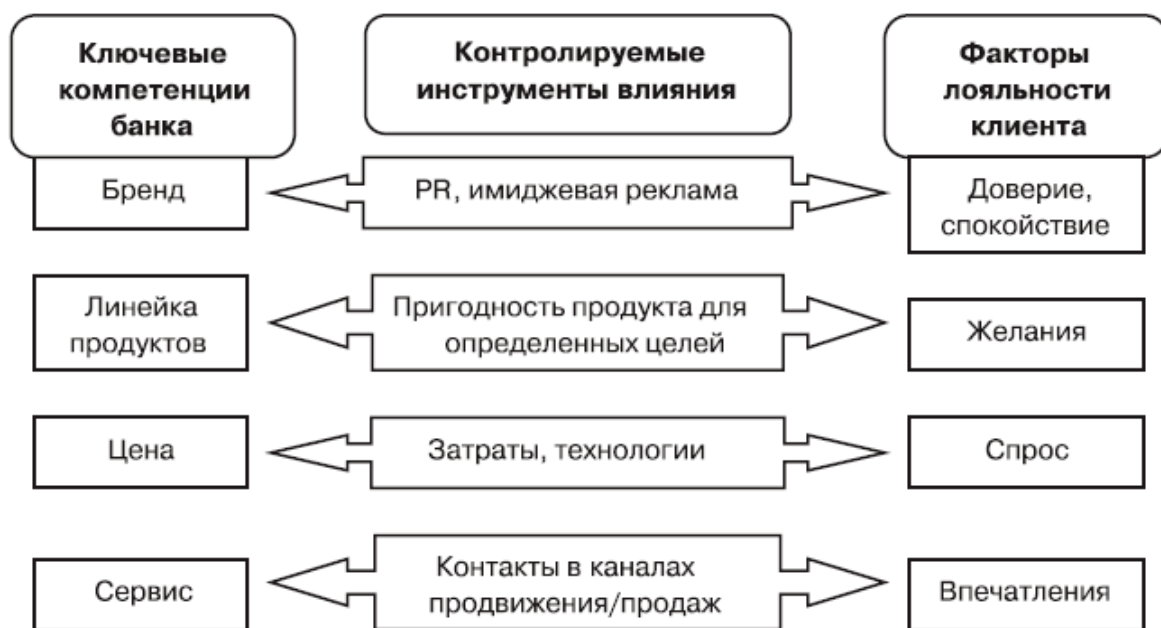 Ключевые
компетенции
банка
Контролируемые
инструменты влияния
Факторы
лояльности
клиента
Бренд
PR, имиджевая реклама
Доверие,
спокойствие
Линейка
продуктов
Пригодность продукта для
определенных целей
Желания
Цена
Затраты, технологии
Спрос
Сервис
Контакты в каналах
продвижения/продаж
Впечатления